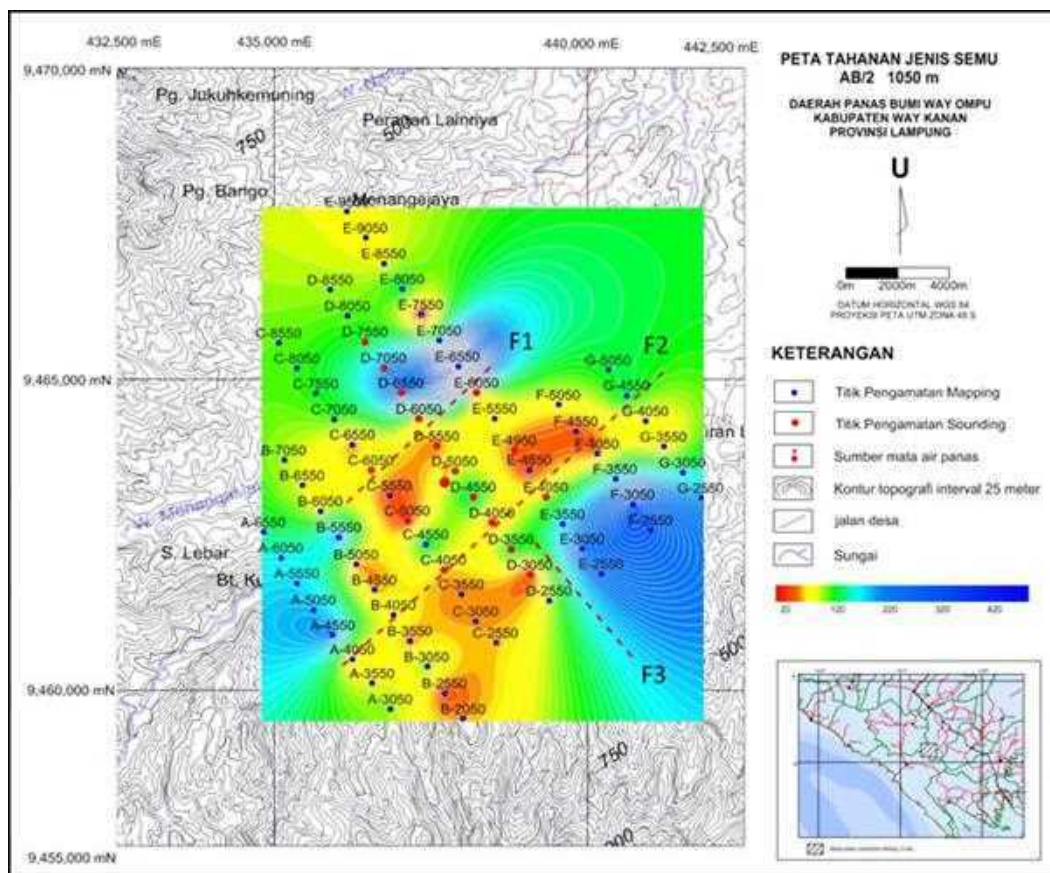 432,500 mE
435,000 mE
440,000 mE
442,500 mE
9,470,000 mN
9,465,000 mN
9,460,000 mN
9,455,000 mN
Pg. Jukuhkemuning
Perangan Lainnya
750
500
Pg. Bango
Menangejaya
E-9050
E-8550
D-8550
E-8050
D-8050
E-7550
C-8550
D-7550
E-7050
F1
F2
C-8050
D-7050
E-6550
G-5050
C-7550
D-6550
E-6050
G-4550
C-7050
D-6050
E-5550
F-5050
G-4050
C-6550
D-5550
F-4550
G-3550
B-7050
C-6050
D-5050
E-4550
F-4050
G-3050
B-6550
C-5550
D-4550
E-4050
F-3550
G-2550
B-6050
C-5050
D-4050
E-3550
F-3050
A-6550
B-5550
C-4550
D-3550
E-3050
F-2550
S. Lebar
A-6050
B-5050
C-4050
D-3050
E-2550
A-5550
B-4550
C-3550
D-2550
A-5050
B-4050
C-3050
A-4550
B-3550
C-2550
A-4050
B-3050
F3
A-3550
B-2550
A-3050
B-2050
500
750
PETA TAHANAN JENIS SEMU
AB/2 1050 m
DAERAH PANAS BUMI WAY OMPU
KABUPATEN WAY KANAN
PROVINSI LAMPUNG
U
0m 2000m 4000m
DATUM HORIZONTAL WGS 84
PROYEKSI PETA UTM ZONA 48 S
KETERANGAN
Titik Pengamatan Mapping
Titik Pengamatan Sounding
Sumber mata air panas
Kontur topografi interval 25 meter
jalan desa
Sungai
20 120 220 320 420